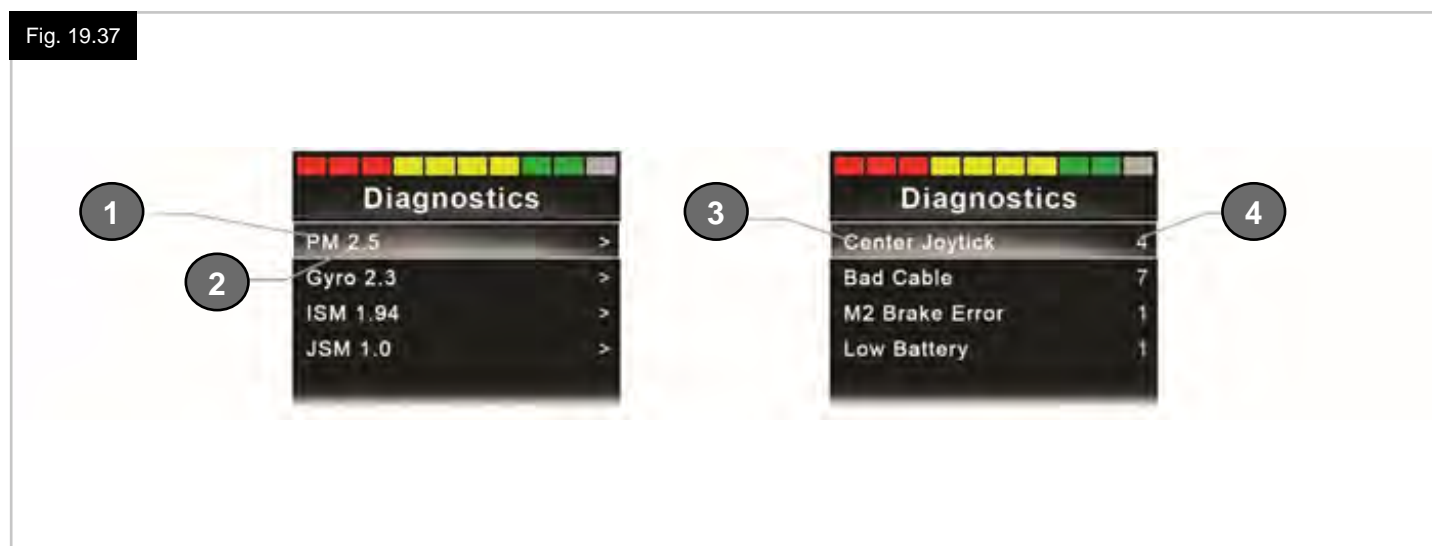 Fig. 19.37
Diagnostics
1
PM 2.5 >
2
Gyro 2.3 >
ISM 1.94 >
JSM 1.0 >
Diagnostics
3
4
Center Joytick 4
Bad Cable 7
M2 Brake Error 1
Low Battery 1